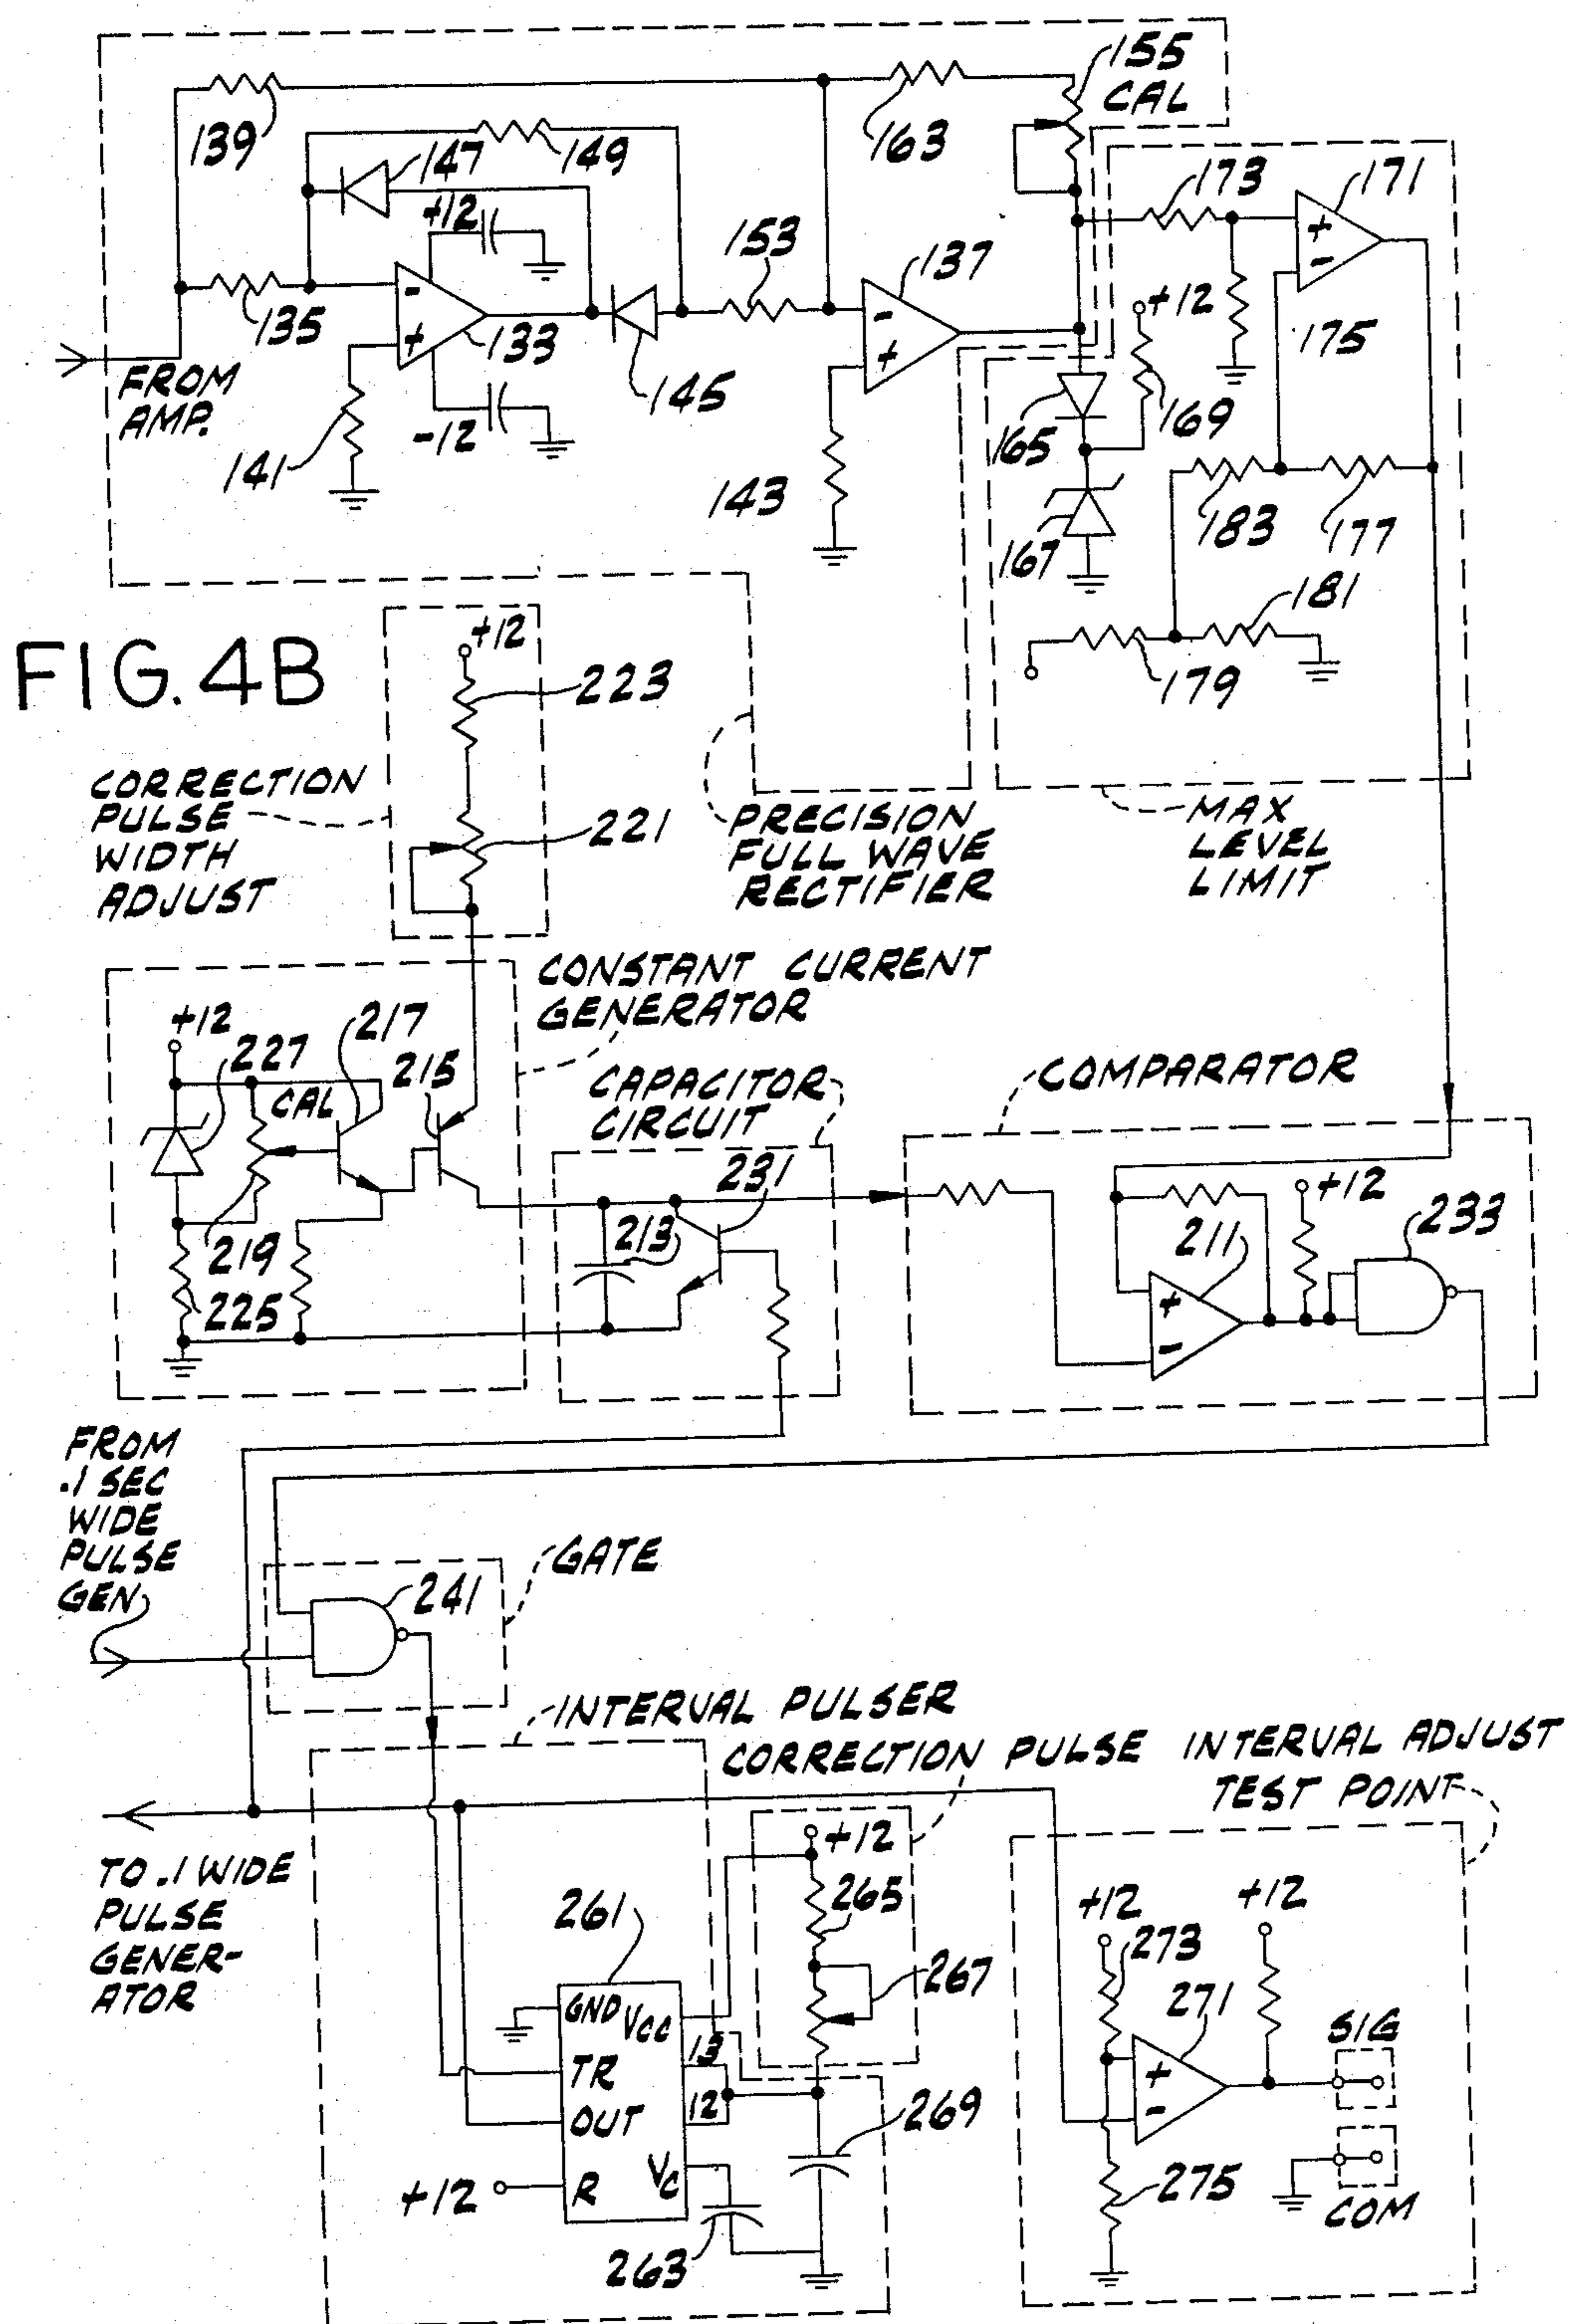 155
CAL
139
163
147
149
173
171
+12
153
137
135
133
+12
175
FROM
AMP.
145
165
169
-12
141
143
183
177
167
181
FIG. 4B
+12
223
179
CORRECTION
PULSE
WIDTH
ADJUST
221
PRECISION
FULL WAVE
RECTIFIER
MAX
LEVEL
LIMIT
CONSTANT CURRENT
GENERATOR
+12
217
227
215
CAL
CAPACITOR
CIRCUIT
COMPARATOR
231
+12
233
213
211
219
225
FROM
.1 SEC
WIDE
PULSE
GEN
GATE
241
INTERVAL PULSER
CORRECTION PULSE INTERVAL ADJUST
TEST POINT
TO .1 WIDE
PULSE
GENER-
ATOR
+12
265
261
+12
+12
273
267
271
GND
VCC
SIG
13
TR
12
OUT
269
VC
+12
R
275
COM
263